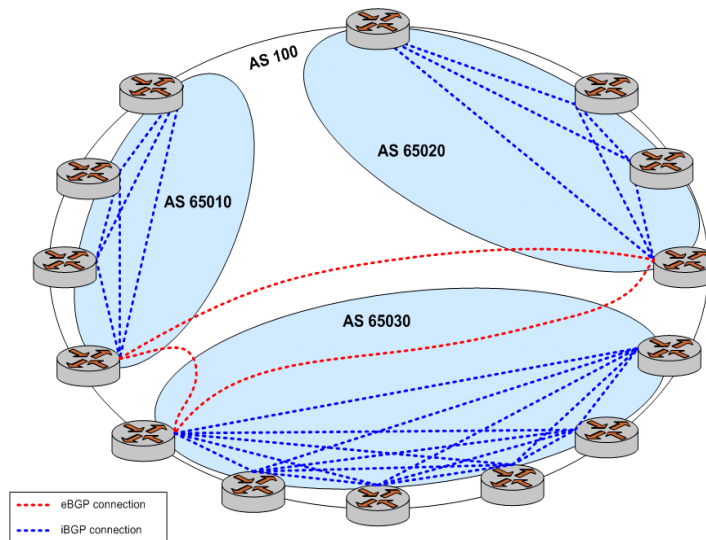 AS 100
AS 65020
AS 65010
AS 65030
eBGP connection
iBGP connection